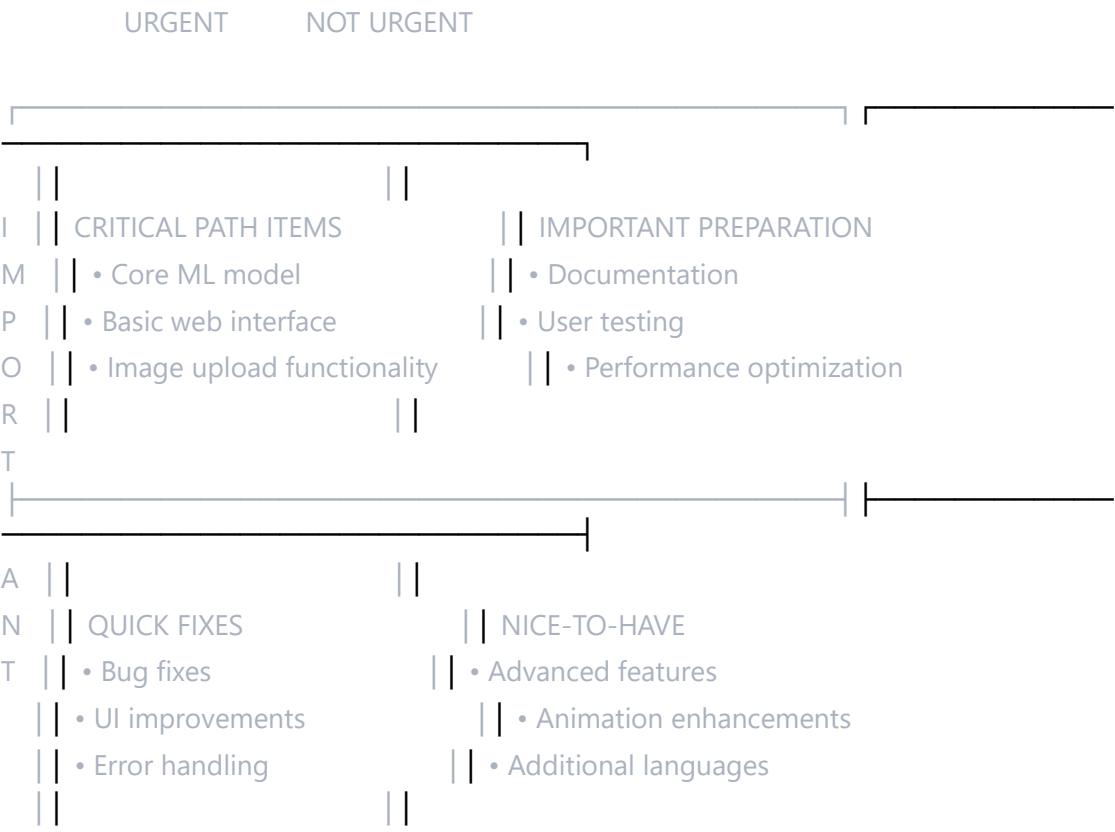 URGENT NOT URGENT
I CRITICAL PATH ITEMS IMPORTANT PREPARATION
M • Core ML model • Documentation
P • Basic web interface • User testing
O • Image upload functionality • Performance optimization
R
T
A
N QUICK FIXES NICE-TO-HAVE
T • Bug fixes • Advanced features
• UI improvements • Animation enhancements
• Error handling • Additional languages